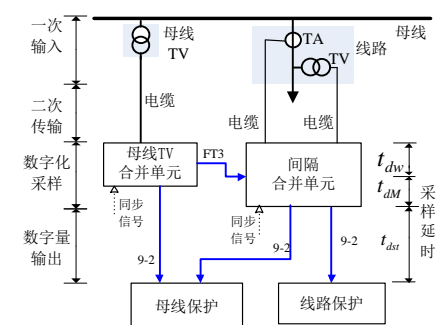 一次
输入
母线
TV
TA
TV
线路
母线
二次
传输
电缆
电缆
电缆
数字化
采样
母线TV
合并单元
FT3
间隔
合并单元
tdw
tdM
采样延时
同步
信号
同步
信号
数字量
输出
9-2
9-2
9-2
tdst
母线保护
线路保护